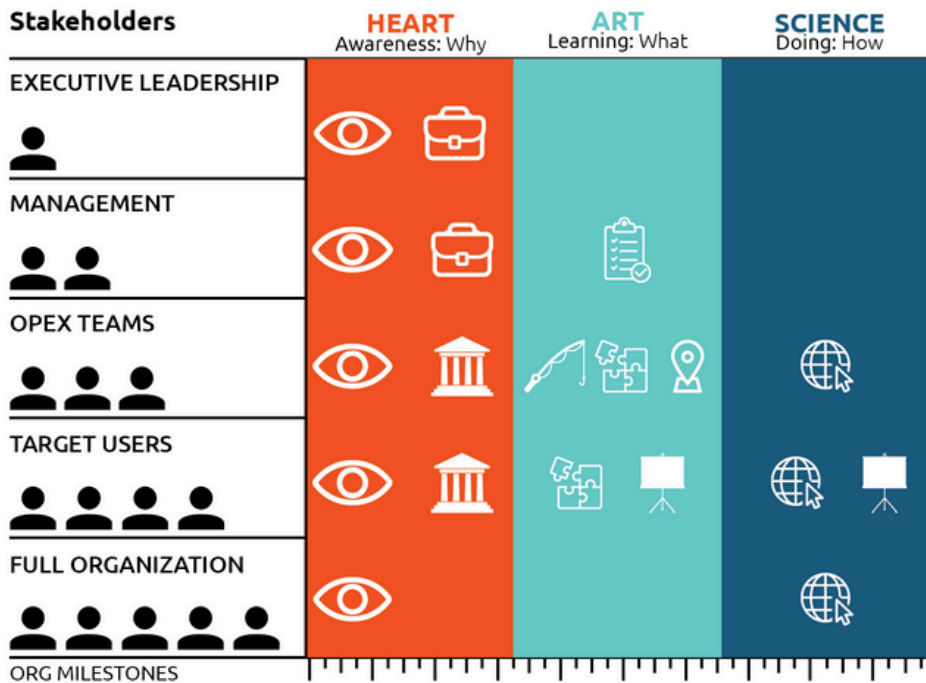 Stakeholders
HEART
Awareness: Why
ART
Learning: What
SCIENCE
Doing: How
EXECUTIVE LEADERSHIP
MANAGEMENT
OPEX TEAMS
TARGET USERS
FULL ORGANIZATION
ORG MILESTONES